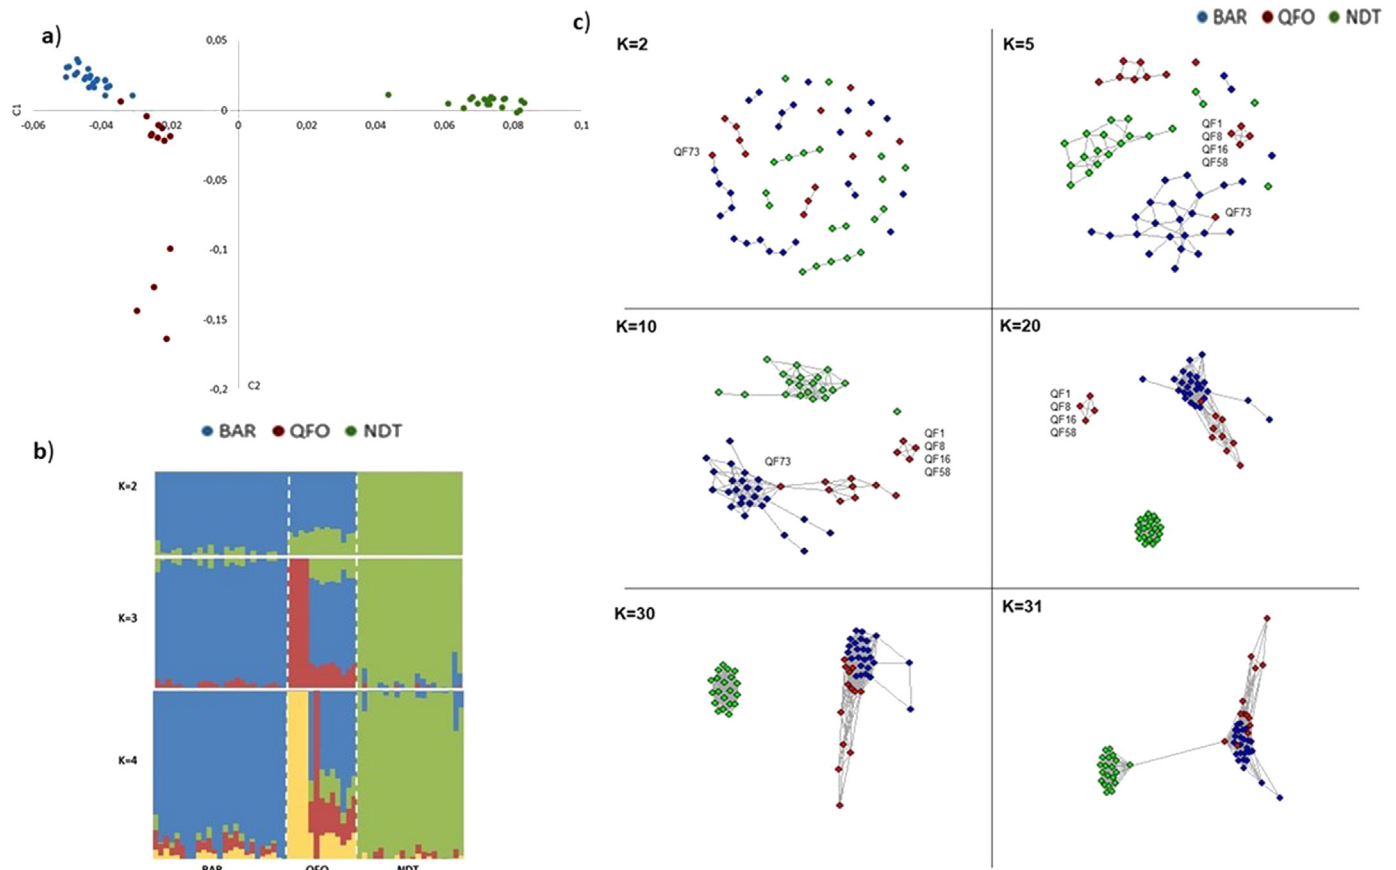 a)
0,05
0
-0,05
-0,1
-0,15
-0,2
C1
C2
-0,06
-0,04
0,02
0
0,02
0,04
0,06
0,08
0,1
BAR QFO NDT
b)
K=2
K=3
K=4
BAR QFO NDT
c)
BAR QFO NDT
K=2
QF73
K=5
QF1
QF8
QF16
QF58
QF73
K=10
QF73
QF1
QF8
QF16
QF58
K=20
QF1
QF8
QF16
QF58
K=30
K=31